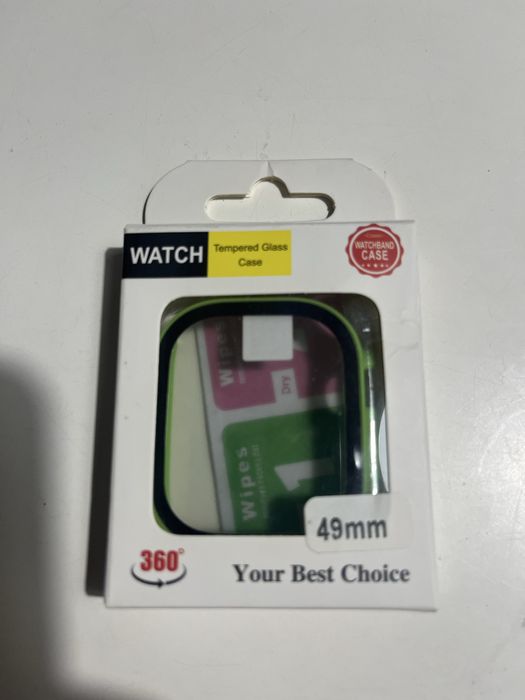 WATCH
Tempered Glass
Case
WATCHBAND
CASE
Wipes
Dry
Wipes
1
49mm
360°
Your Best Choice